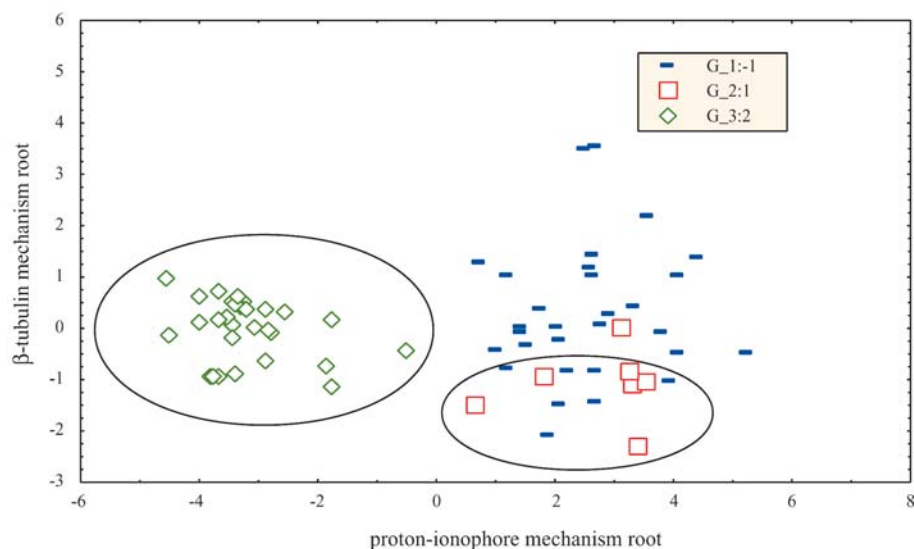 6
5
4
3
2
1
0
-1
-2
-3
β-tubulin mechanism root
G_1:-1
G_2:1
G_3:2
-6 -4 -2 0 2 4 6 8
proton-ionophore mechanism root